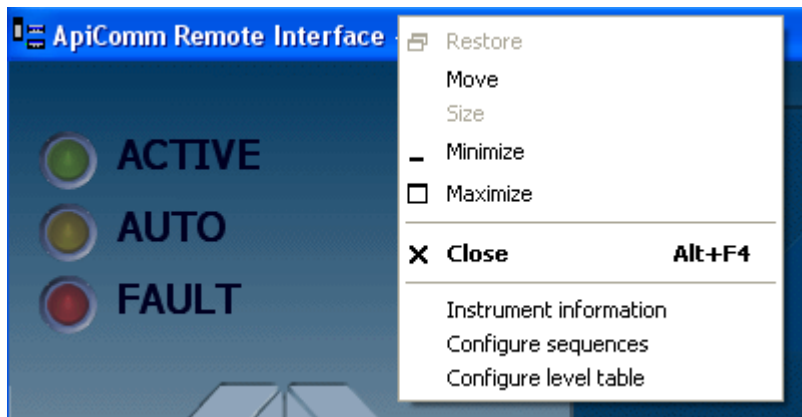 ApiComm Remote Interface -
Restore
Move
Size
Minimize
Maximize
Close Alt+F4
Instrument information
Configure sequences
Configure level table
ACTIVE
AUTO
FAULT